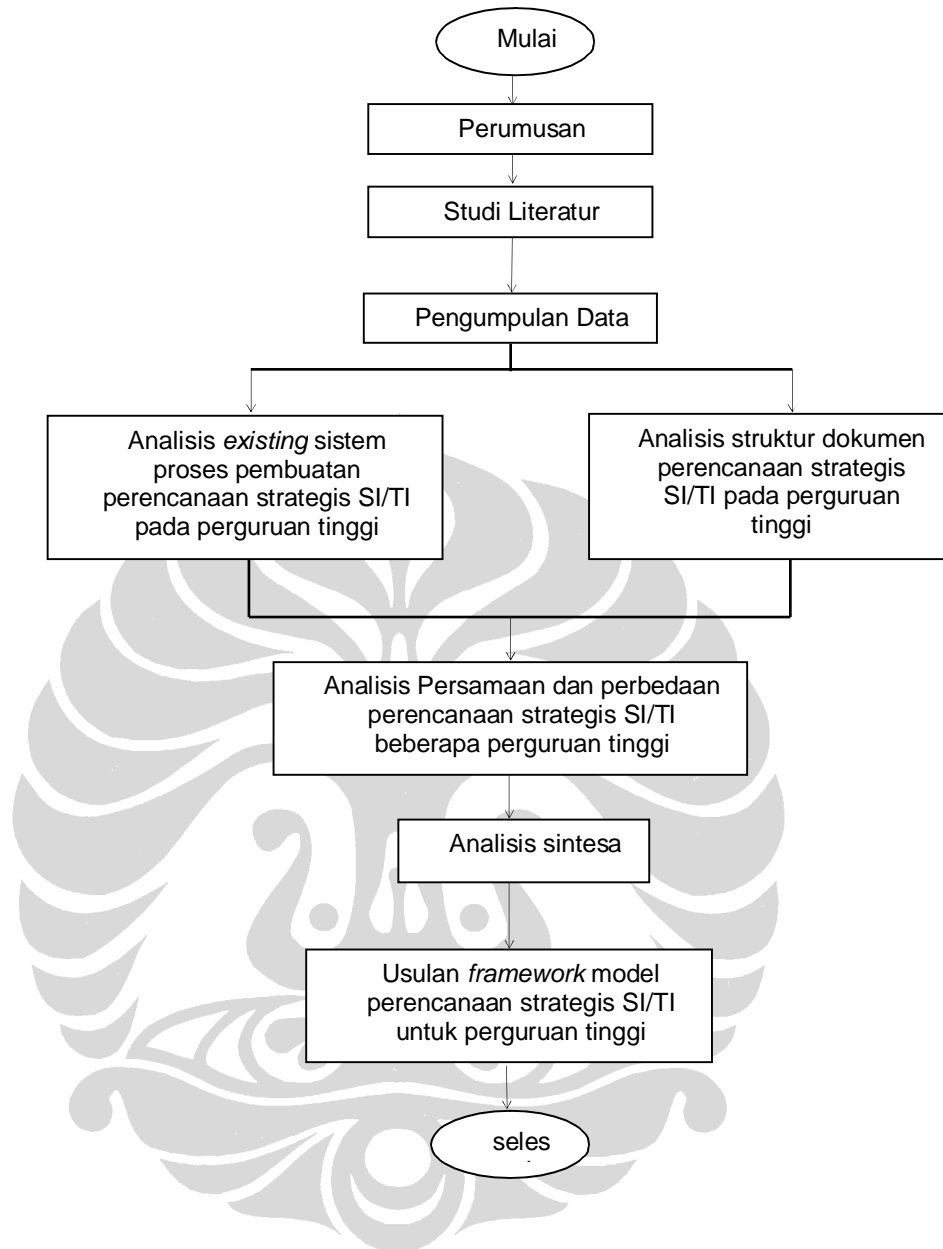 Mulai
Perumusan
Studi Literatur
Pengumpulan Data
Analisis existing sistem
proses pembuatan
perencanaan strategis SI/TI
pada perguruan tinggi
Analisis struktur dokumen
perencanaan strategis
SI/TI pada perguruan
tinggi
Analisis Persamaan dan perbedaan
perencanaan strategis SI/TI
beberapa perguruan tinggi
Analisis sintesa
Usulan framework model
perencanaan strategis SI/TI
untuk perguruan tinggi
seles